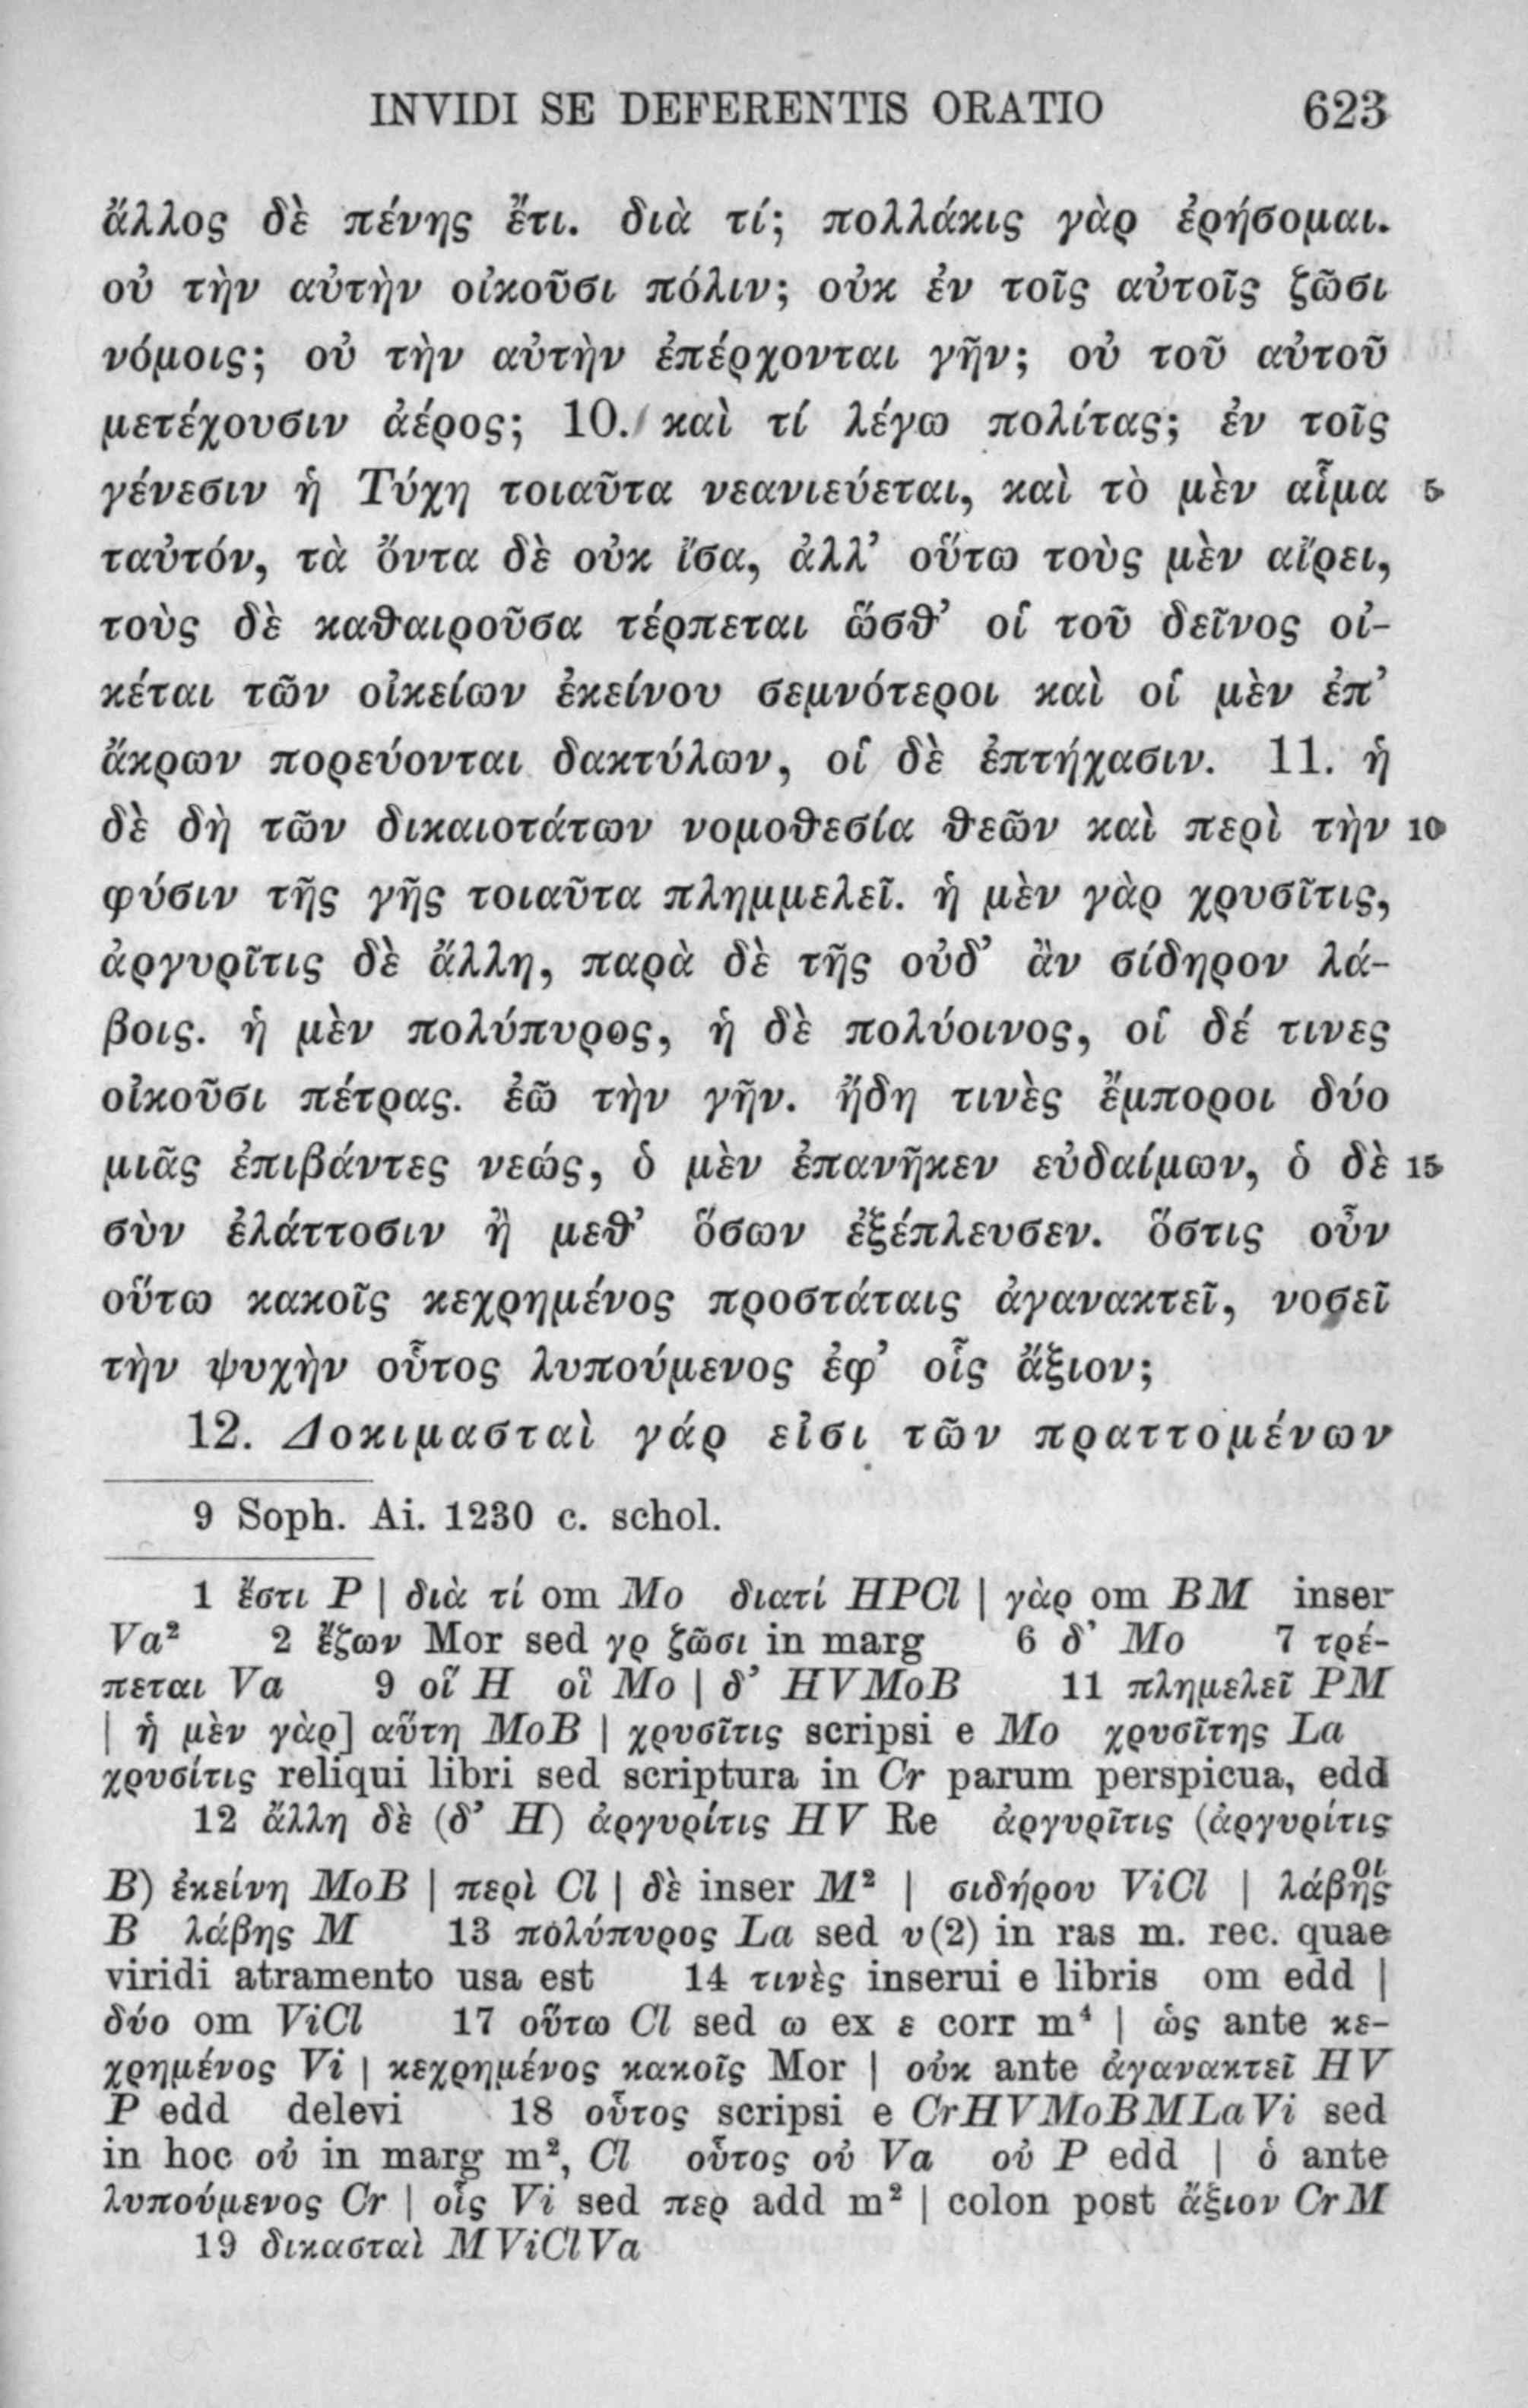 INVIDI SE DEFERENTIS ORATIO 623
ἄλλος δὲ πένης ἔτι. διὰ τί; πολλάκις γὰρ ἐρήσομαι.
οὐ τὴν αὐτὴν οἰκοῦσι πόλιν; οὐκ ἐν τοῖς αὐτοῖς ζῶσι
νόμοις; οὐ τὴν αὐτὴν ἐπέρχονται γῆν; οὐ τοῦ αὐτοῦ
μετέχουσιν ἀέρος; 10. καὶ τί λέγω πολίτας; ἐν τοῖς
γένεσιν ἡ Τύχη τοιαῦτα νεανιεύεται, καὶ τὸ μὲν αἷμα 5
ταὐτόν, τὰ ὄντα δὲ οὐκ ἴσα, ἀλλ’ οὕτω τοὺς μὲν αἴρει,
τοὺς δὲ καθαιροῦσα τέρπεται ὥσθ’ οἱ τοῦ δεῖνος οἰ-
κέται τῶν οἰκείων ἐκείνου σεμνότεροι καὶ οἱ μὲν ἐπ’
ἄκρων πορεύονται δακτύλων, οἱ δὲ ἐπτήχασιν. 11. ἡ
δὲ δὴ τῶν δικαιοτάτων νομοθεσία θεῶν καὶ περὶ τὴν 10
φύσιν τῆς γῆς τοιαῦτα πλημμελεῖ. ἡ μὲν γὰρ χρυσῖτις,
ἀργυρῖτις δὲ ἄλλη, παρὰ δὲ τῆς οὐδ’ ἂν σίδηρον λά-
βοις. ἡ μὲν πολύπυρος, ἡ δὲ πολύοινος, οἱ δέ τινες
οἰκοῦσι πέτρας. ἐῶ τὴν γῆν. ἤδη τινὲς ἔμποροι δύο
μιᾶς ἐπιβάντες νεώς, ὁ μὲν ἐπανῆκεν εὐδαίμων, ὁ δὲ 15
σὺν ἐλάττοσιν ἢ μεθ’ ὅσων ἐξέπλευσεν. ὅστις οὖν
οὕτω κακοῖς κεχρημένος προστάταις ἀγανακτεῖ, νοσεῖ
τὴν ψυχὴν οὗτος λυπούμενος ἐφ’ οἷς ἄξιον;
12. Δοκιμασταὶ γάρ εἰσι τῶν πραττομένων
9 Soph. Ai. 1230 c. schol.
1 ἔστι P | διὰ τί om Mo διατί HPCl | γὰρ om BM inser
Va² 2 ἔζων Mor sed γρ ζῶσι in marg 6 δ’ Mo 7 τρέ-
πεται Va 9 οἵ H οἳ Mo | δ’ HVMoB 11 πλημελεῖ PM
| ἡ μὲν γὰρ] αὕτη MoB | χρυσῖτις scripsi e Mo χρυσῖτης La
χρυσίτις reliqui libri sed scriptura in Cr parum perspicua, edd
12 ἄλλη δὲ (δ’ H) ἀργυρίτις HV Re ἀργυρῖτις (ἀργυρίτις
B) ἐκείνη MoB | περὶ Cl | δὲ inser M² | σιδήρου ViCl | λάβῃς οι
B λάβης M 13 πολύπυρος La sed υ(2) in ras m. rec. quae
viridi atramento usa est 14 τινὲς inserui e libris om edd |
δύο om ViCl 17 οὕτω Cl sed ω ex ε corr m⁴ | ὡς ante κε-
χρημένος Vi | κεχρημένος κακοῖς Mor | οὐκ ante ἀγανακτεῖ HV
P edd delevi 18 οὗτος scripsi e CrHVMoBMLaVi sed
in hoc οὐ in marg m², Cl οὗτος οὐ Va οὐ P edd | ὁ ante
λυπούμενος Cr | οἷς Vi sed περ add m² | colon post ἄξιον CrM
19 δικασταὶ MViClVa